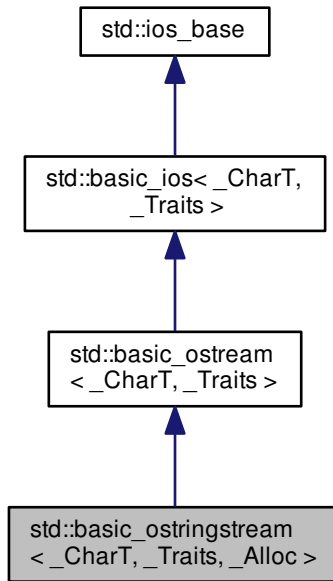 std::ios_base
std::basic_ios< _CharT,
_Traits >
std::basic_ostream
< _CharT, _Traits >
std::basic_ostringstream
< _CharT, _Traits, _Alloc >